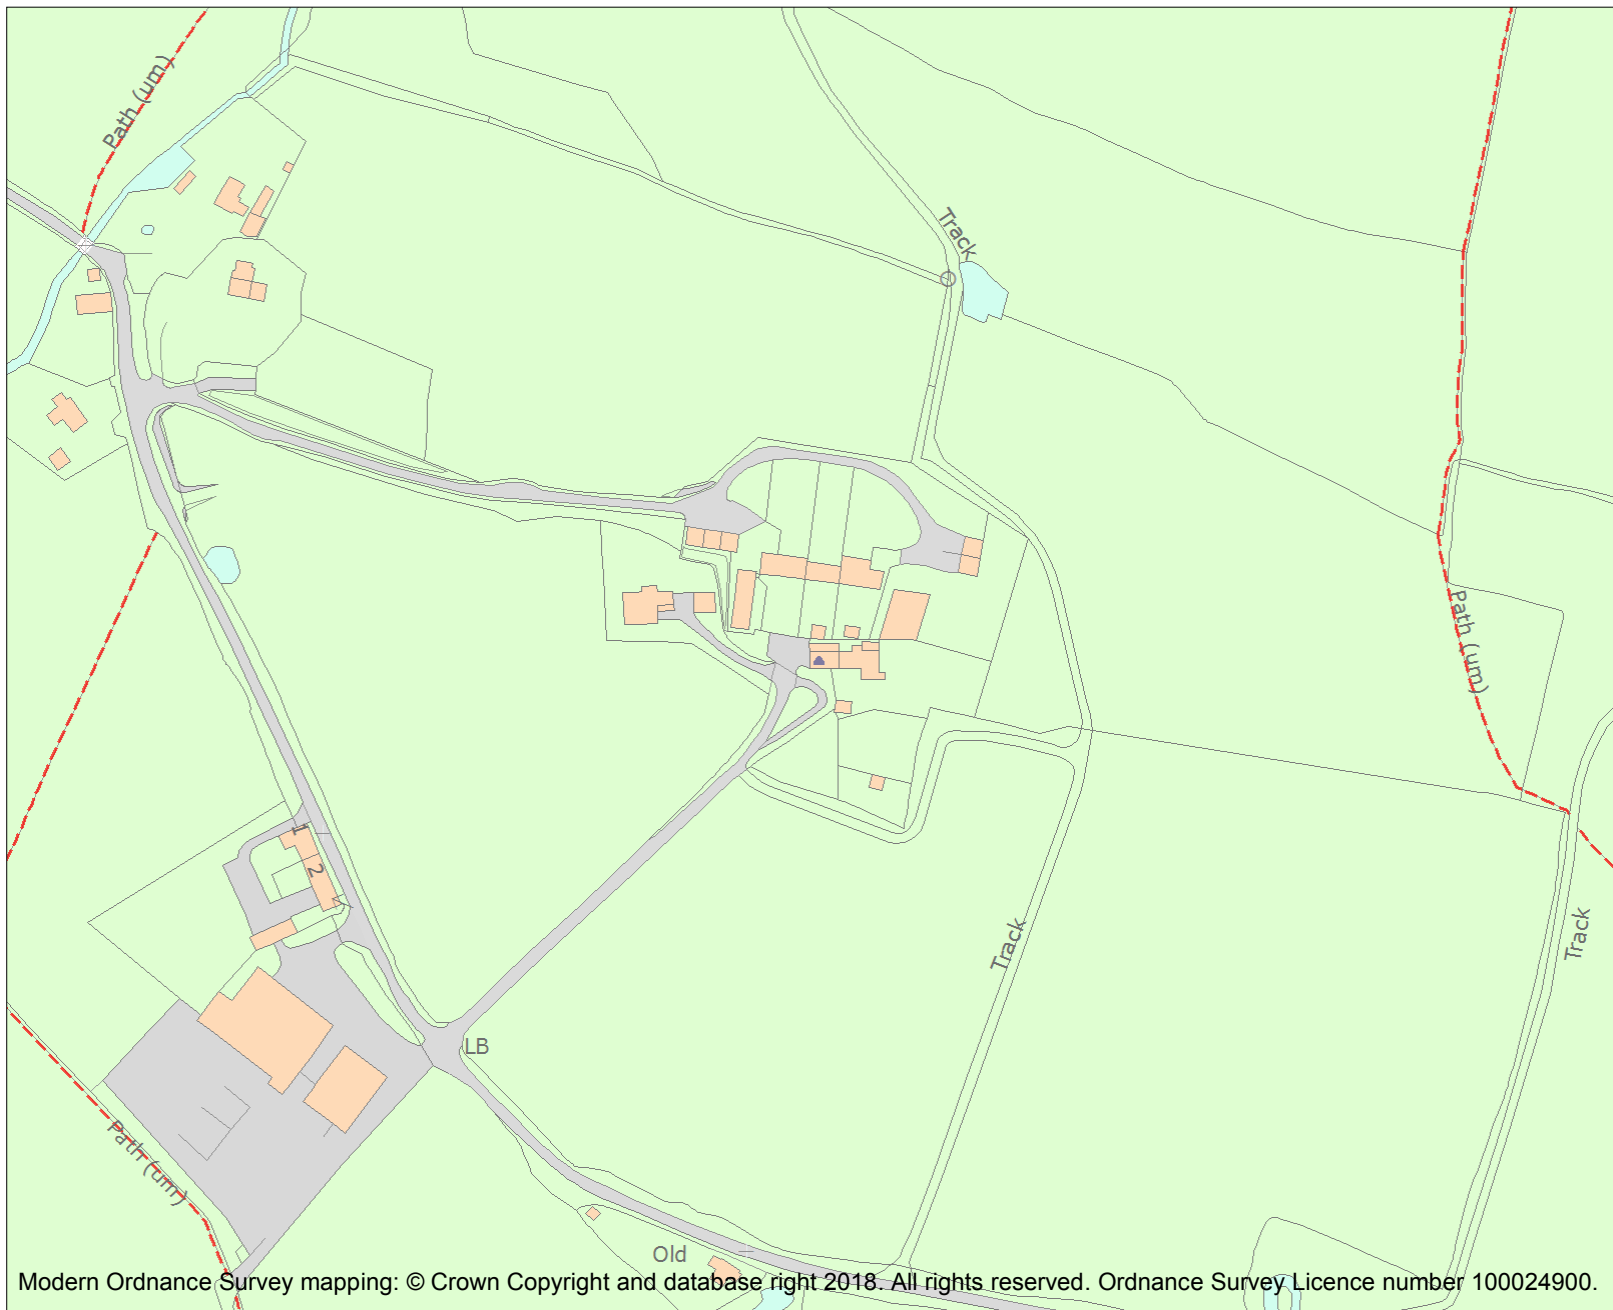 Path (um)
Track
Path (um)
1
2
Track
Track
LB
Path (um)
Old
Modern Ordnance Survey mapping: © Crown Copyright and database right 2018. All rights reserved. Ordnance Survey Licence number 100024900.